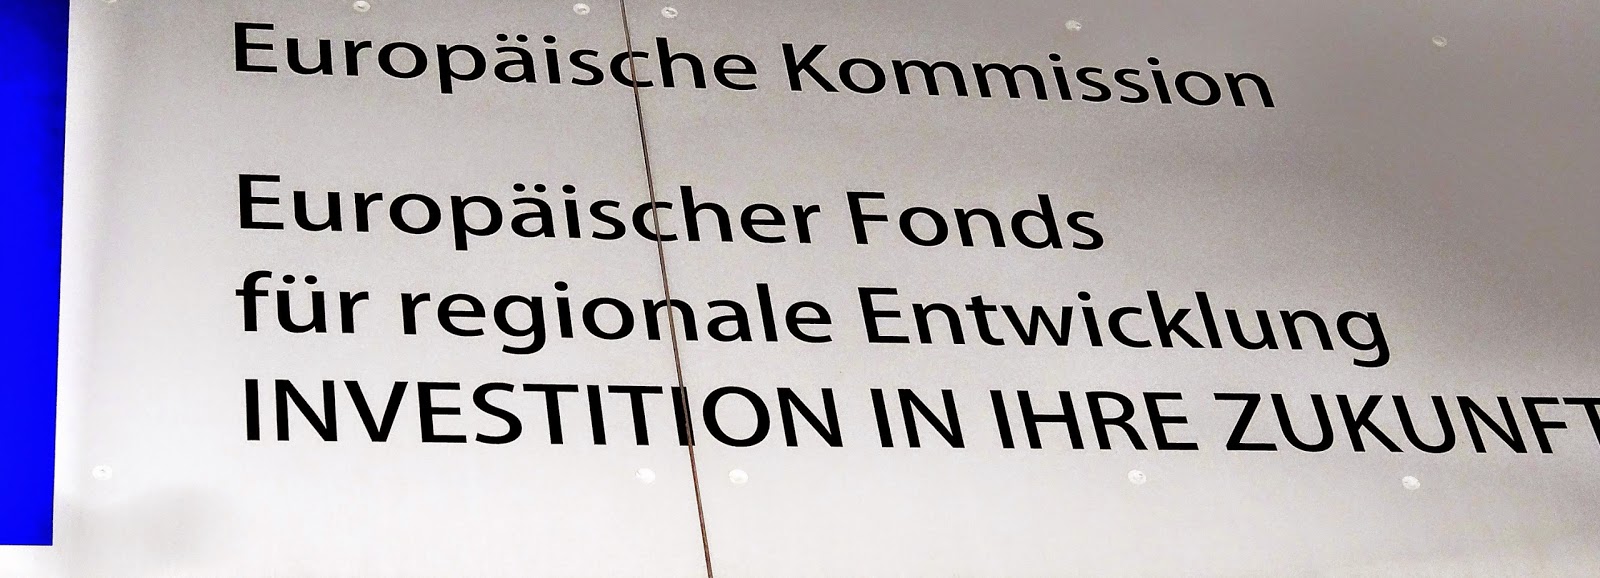 Europäische Kommission
Europäischer Fonds
für regionale Entwicklung
INVESTITION IN IHRE ZUKUNFT